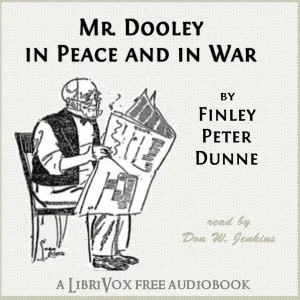 Mr. Dooley
in Peace and in War
by
Finley
Peter
Dunne
read by
Don W. Jenkins
a LibriVox free audiobook